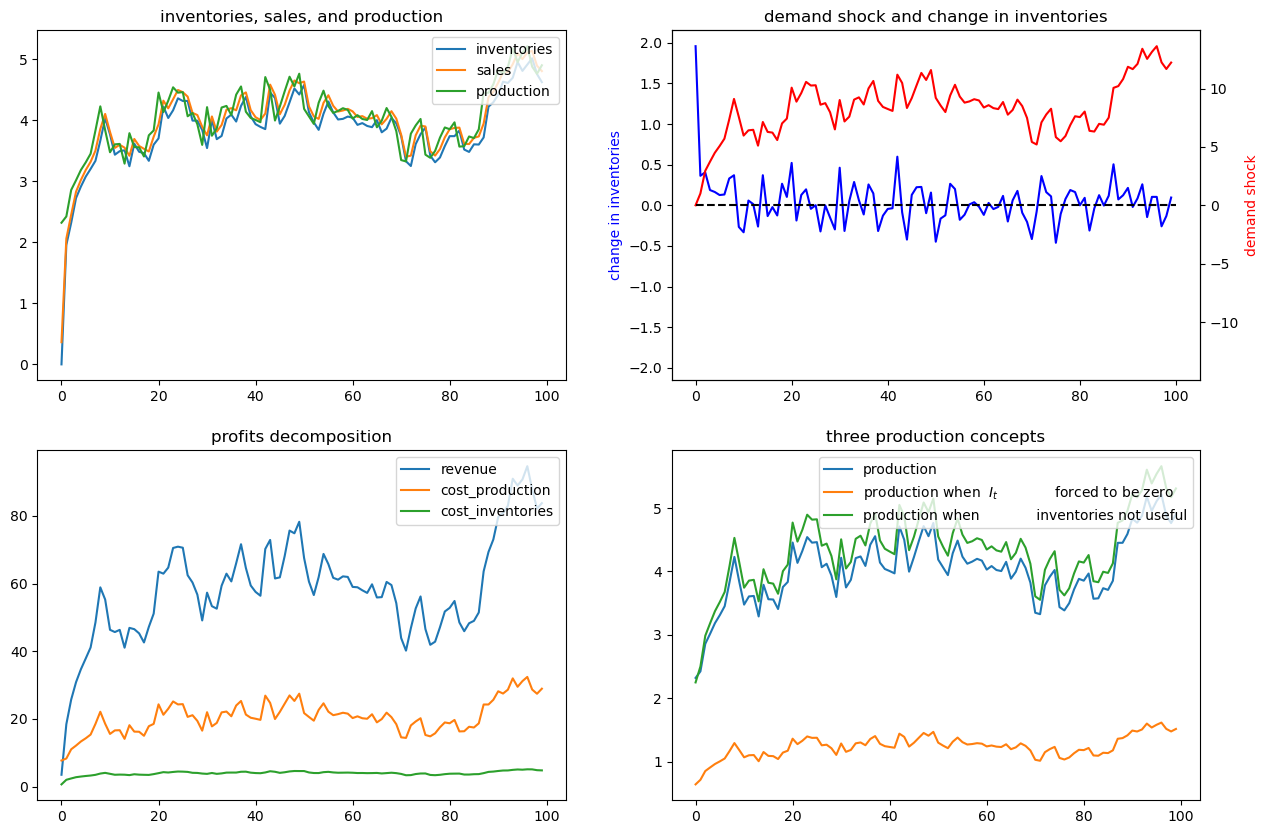 inventories, sales, and production
inventories
sales
production
5
4
3
2
1
0
0 20 40 60 80 100
demand shock and change in inventories
change in inventories
2.0
1.5
1.0
0.5
0.0
−0.5
−1.0
−1.5
−2.0
10
5
0
−5
−10
demand shock
0 20 40 60 80 100
profits decomposition
revenue
cost_production
cost_inventories
80
60
40
20
0
0 20 40 60 80 100
three production concepts
production
production when I_t forced to be zero
production when inventories not useful
5
4
3
2
1
0 20 40 60 80 100